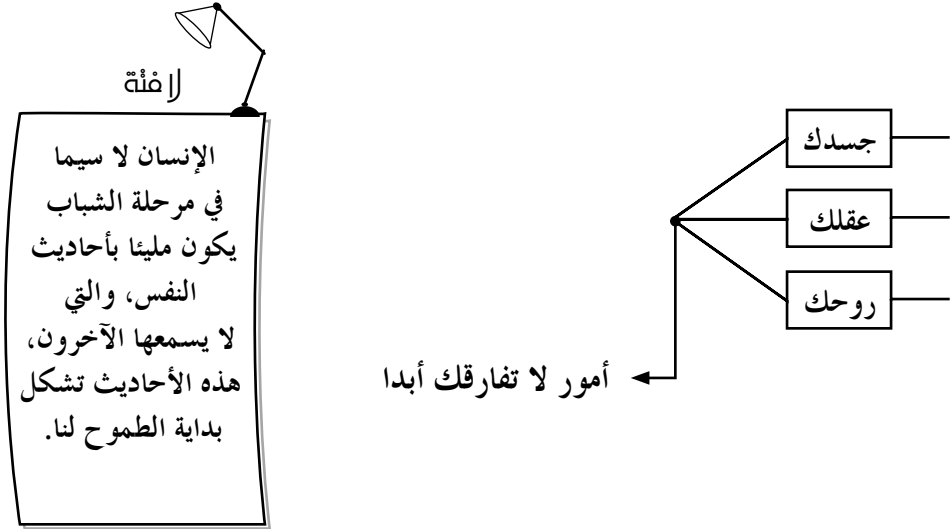 جسدك
عقلك
روحك
أمور لا تفارقك أبدا
لافتة
الإنسان لا سيما
في مرحلة الشباب
يكون مليئا بأحاديث
النفس، والتي
لا يسمعها الآخرون،
هذه الأحاديث تشكل
بداية الطموح لنا.